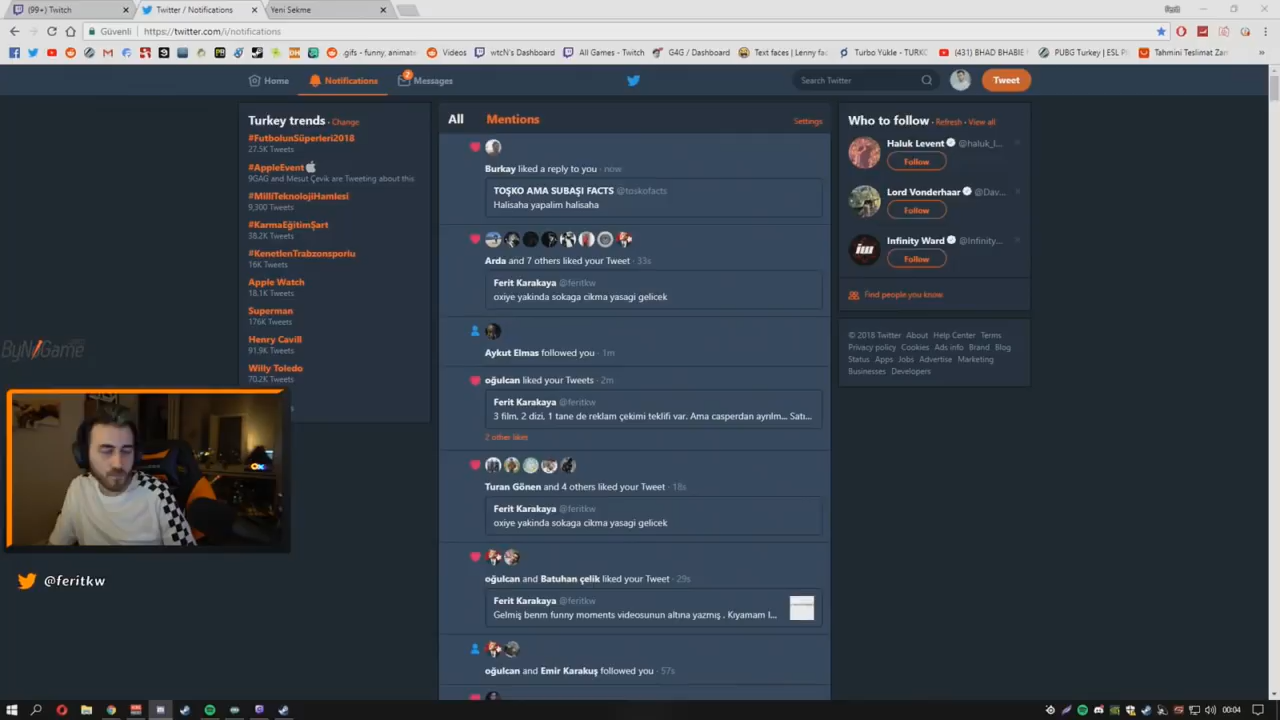 (99+) Twitch
Twitter / Notifications
Yeni Sekme
Güvenli
https://twitter.com/i/notifications
.gifs - funny, animate
Videos
wtcN's Dashboard
All Games - Twitch
G4G / Dashboard
Text faces | Lenny fac
Turbo Yükle - TURKC
(431) BHAD BHABIE
PUBG Turkey | ESL Pl
Tahmini Teslimat Zam
Home
Notifications
2
Messages
Search Twitter
Tweet
Turkey trends · Change
#FutbolunSüperleri2018
27.5K Tweets
#AppleEvent
9GAG and Mesut Çevik are Tweeting about this
#MilliTeknolojiHamlesi
9,300 Tweets
#KarmaEğitimŞart
38.2K Tweets
#KenetlenTrabzonsporlu
16K Tweets
Apple Watch
18.1K Tweets
Superman
176K Tweets
Henry Cavill
91.9K Tweets
Willy Toledo
70.2K Tweets
All
Mentions
Settings
Burkay liked a reply to you · now
TOŞKO AMA SUBAŞI FACTS @toskofacts
Halisaha yapalim halisaha
Arda and 7 others liked your Tweet · 33s
Ferit Karakaya @feritkw
oxiye yakinda sokaga cikma yasagi gelicek
Aykut Elmas followed you · 1m
oğulcan liked your Tweets · 2m
Ferit Karakaya @feritkw
3 film, 2 dizi, 1 tane de reklam çekimi teklifi var. Ama casperdan ayrılm... Satı...
2 other likes
Turan Gönen and 4 others liked your Tweet · 18s
Ferit Karakaya @feritkw
oxiye yakinda sokaga cikma yasagi gelicek
oğulcan and Batuhan çelik liked your Tweet · 29s
Ferit Karakaya @feritkw
Gelmiş benm funny moments videosunun altına yazmış . Kıyamam l...
oğulcan and Emir Karakuş followed you · 57s
Who to follow · Refresh · View all
Haluk Levent @haluk_l...
Follow
Lord Vonderhaar @Dav...
Follow
Infinity Ward @Infinity...
Follow
Find people you know
© 2018 Twitter About Help Center Terms
Privacy policy Cookies Ads info Brand Blog
Status Apps Jobs Advertise Marketing
Businesses Developers
ByNoGame
@feritkw
00:04